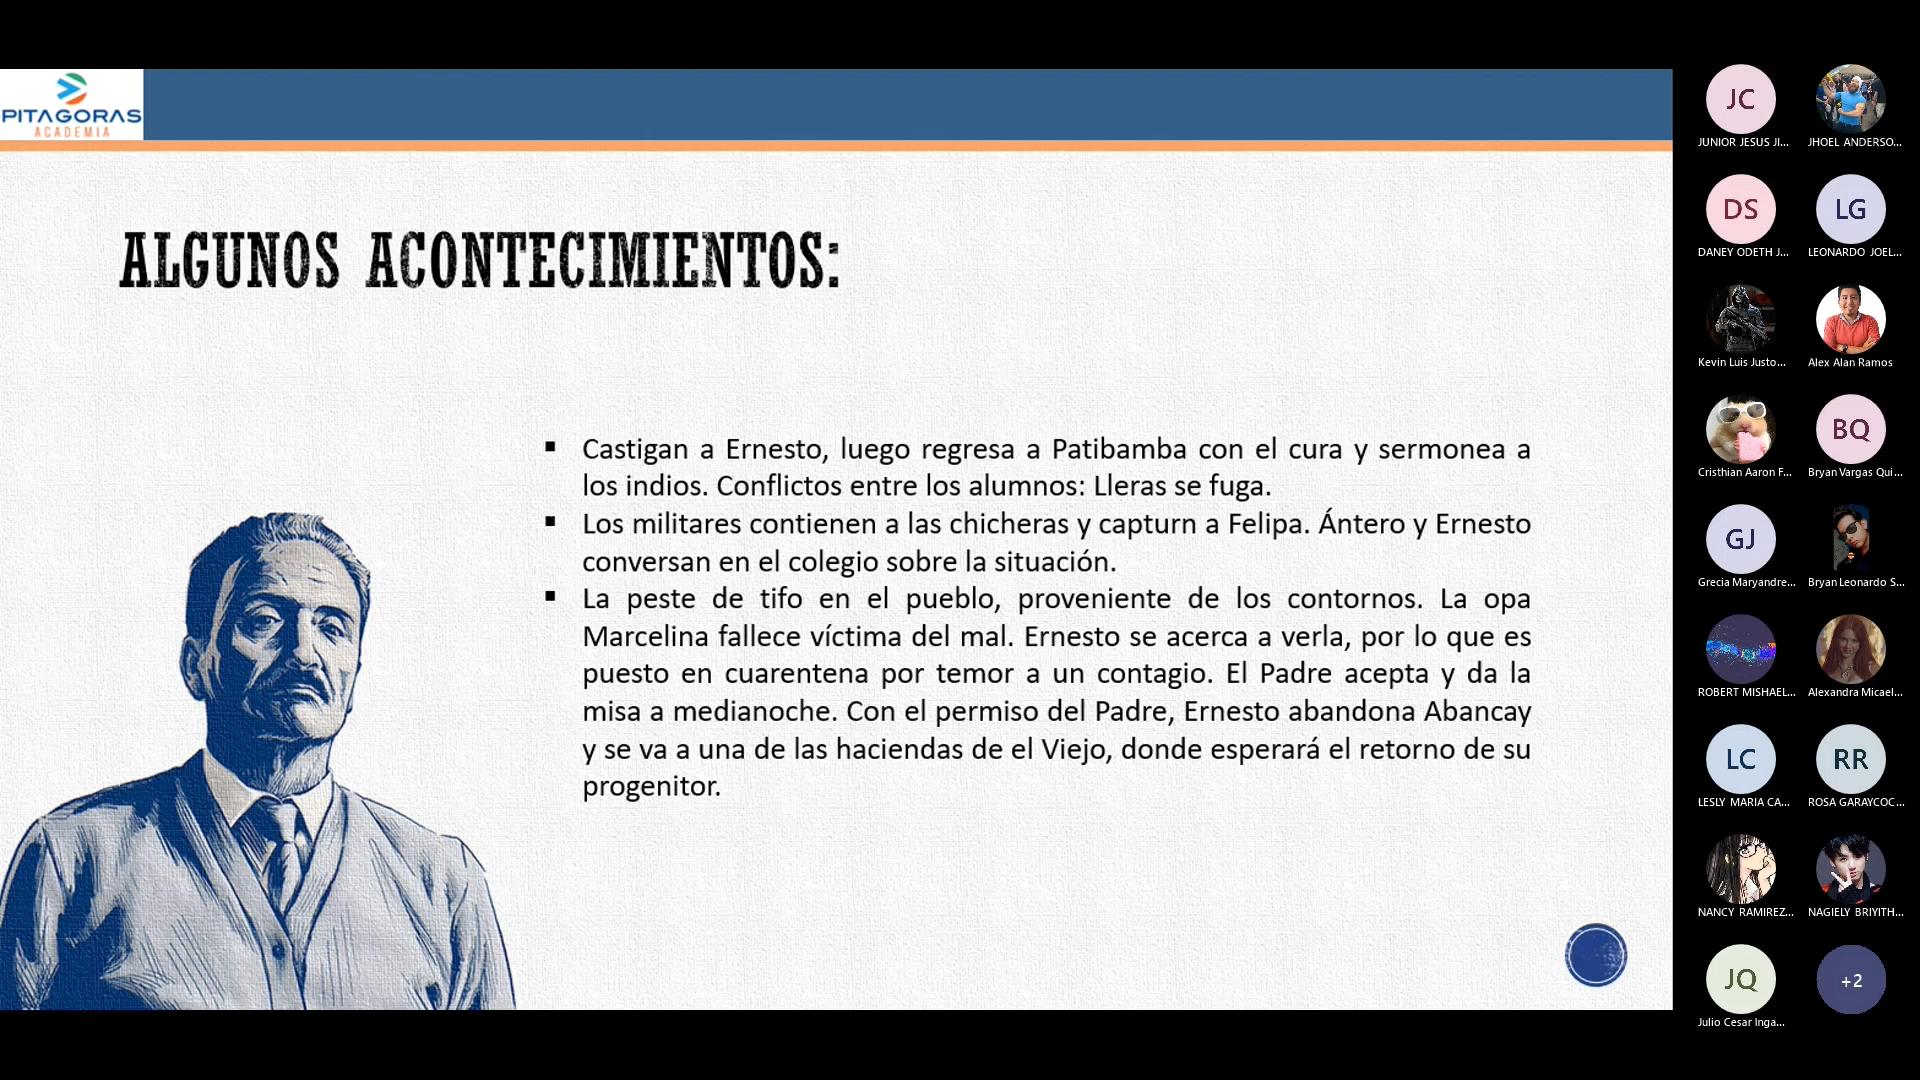 PITAGORAS
ACADEMIA
ALGUNOS ACONTECIMIENTOS:
▪ Castigan a Ernesto, luego regresa a Patibamba con el cura y sermonea a
los indios. Conflictos entre los alumnos: Lleras se fuga.
▪ Los militares contienen a las chicheras y capturn a Felipa. Ántero y Ernesto
conversan en el colegio sobre la situación.
▪ La peste de tifo en el pueblo, proveniente de los contornos. La opa
Marcelina fallece víctima del mal. Ernesto se acerca a verla, por lo que es
puesto en cuarentena por temor a un contagio. El Padre acepta y da la
misa a medianoche. Con el permiso del Padre, Ernesto abandona Abancay
y se va a una de las haciendas de el Viejo, donde esperará el retorno de su
progenitor.
JC
JUNIOR JESUS JI...
JHOEL ANDERSO...
DS
DANEY ODETH J...
LG
LEONARDO JOEL...
Kevin Luis Justo...
Alex Alan Ramos
Cristhian Aaron F...
BQ
Bryan Vargas Qui...
GJ
Grecia Maryandre...
Bryan Leonardo S...
ROBERT MISHAEL...
Alexandra Micael...
LC
LESLY MARIA CA...
RR
ROSA GARAYCOC...
NANCY RAMIREZ...
NAGIELY BRIYITH...
JQ
Julio Cesar Inga...
+2